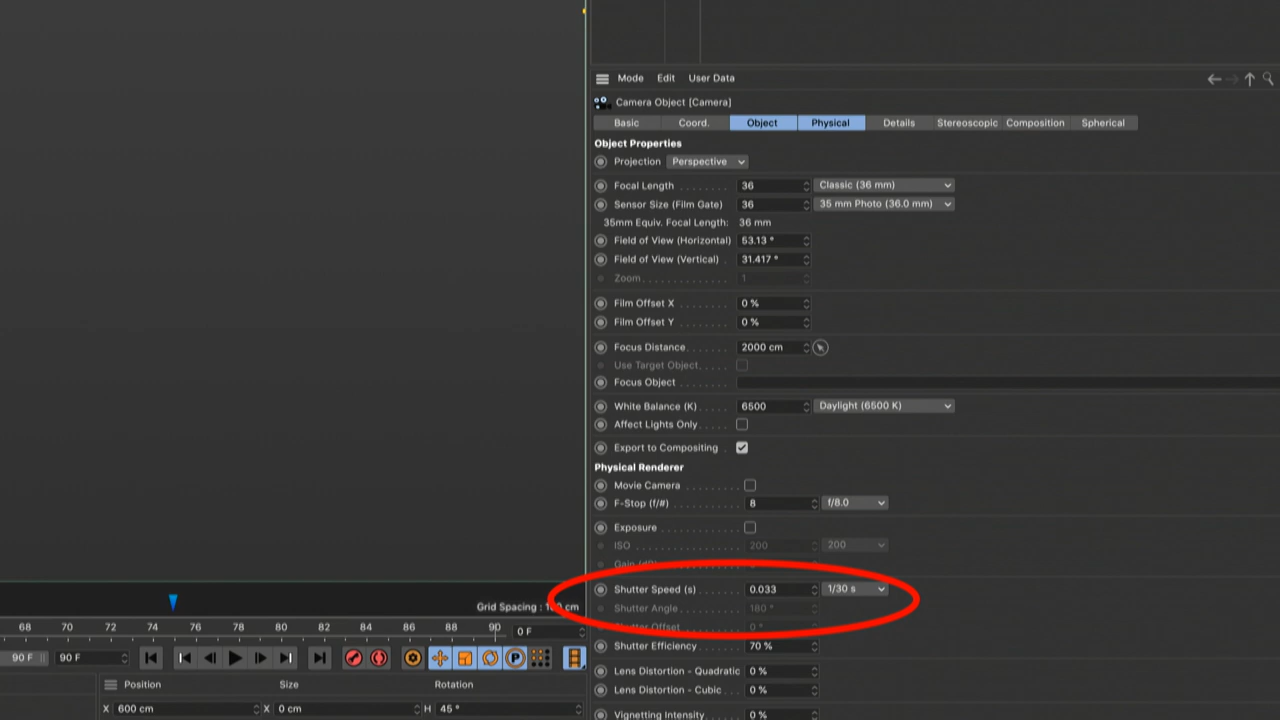 Mode Edit User Data
Camera Object [Camera]
Basic Coord. Object Physical Details Stereoscopic Composition Spherical
Object Properties
Projection Perspective
Focal Length 36 Classic (36 mm)
Sensor Size (Film Gate) 36 35 mm Photo (36.0 mm)
35mm Equiv. Focal Length: 36 mm
Field of View (Horizontal) 53.13 °
Field of View (Vertical) 31.417 °
Zoom 1
Film Offset X 0 %
Film Offset Y 0 %
Focus Distance 2000 cm
Use Target Object
Focus Object
White Balance (K) 6500 Daylight (6500 K)
Affect Lights Only
Export to Compositing
Physical Renderer
Movie Camera
F-Stop (f/#) 8 f/8.0
Exposure
ISO 200 200
Gain (dB)
Shutter Speed (s) 0.033 1/30 s
Shutter Angle 180 °
Shutter Offset 0 °
Shutter Efficiency 70 %
Lens Distortion - Quadratic 0 %
Lens Distortion - Cubic 0 %
Vignetting Intensity 0 %
Grid Spacing : 100 cm
68 70 72 74 76 78 80 82 84 86 88 90 0 F
90 F 90 F
P
Position Size Rotation
X 600 cm X 0 cm H 45 °